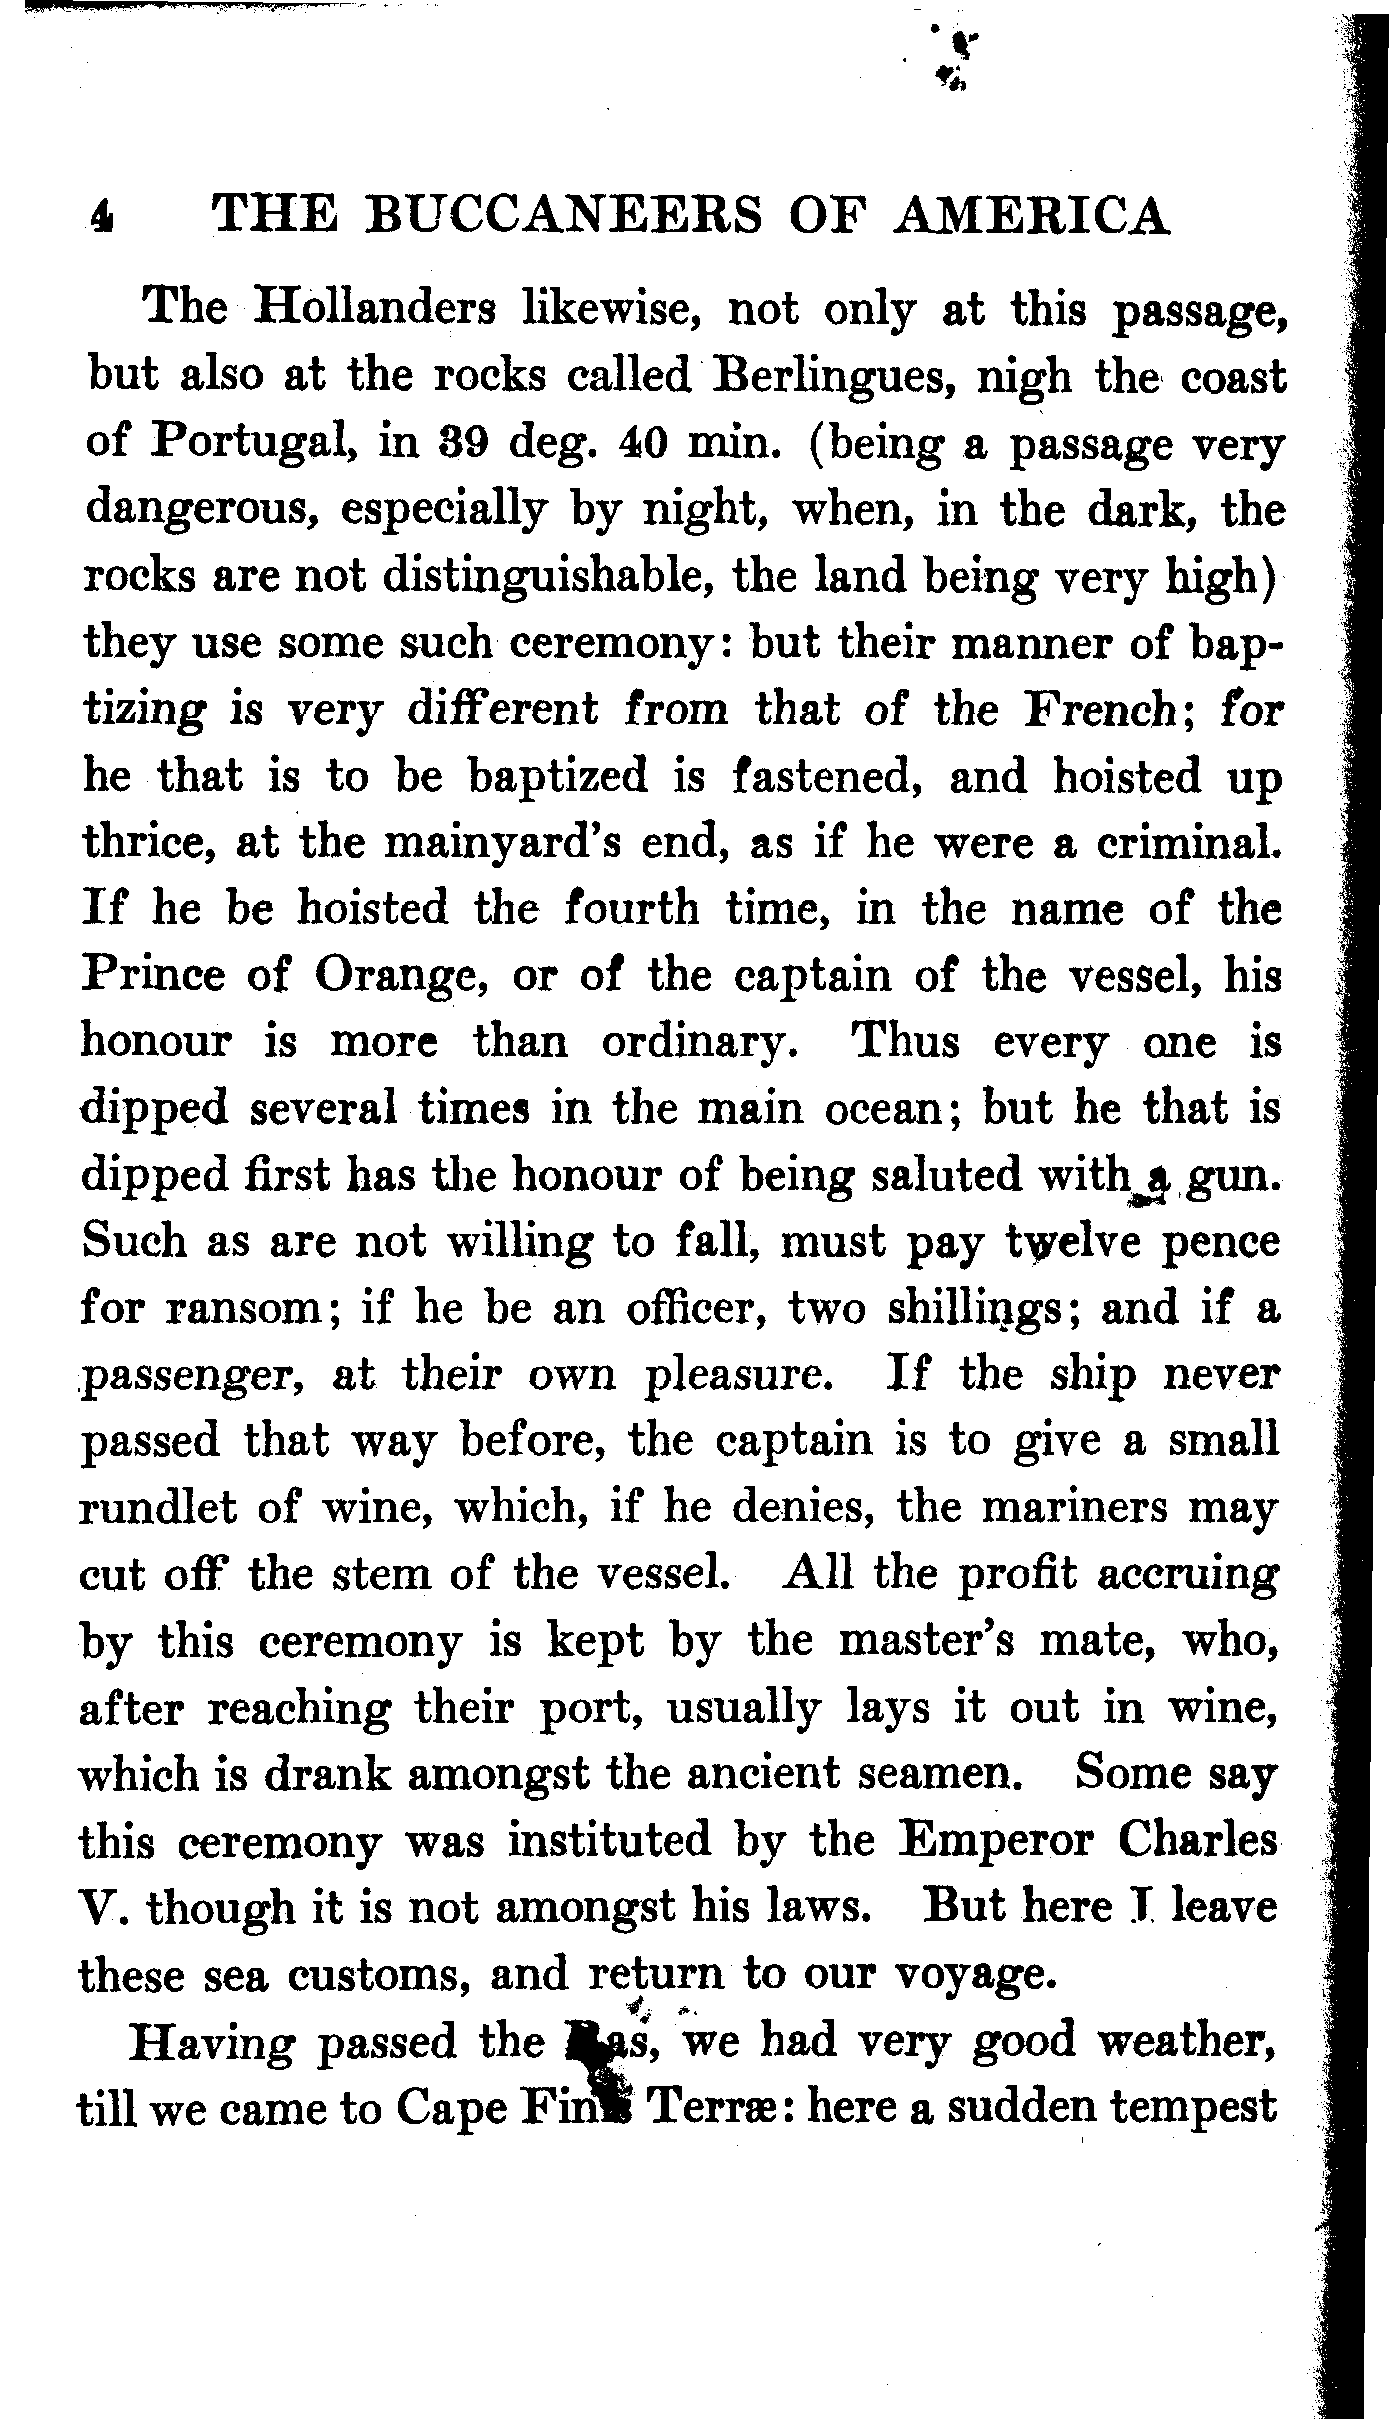 4 THE BUCCANEERS OF AMERICA
The Hollanders likewise, not only at this passage,
but also at the rocks called Berlingues, nigh the coast
of Portugal, in 39 deg. 40 min. (being a passage very
dangerous, especially by night, when, in the dark, the
rocks are not distinguishable, the land being very high)
they use some such ceremony: but their manner of bap-
tizing is very different from that of the French; for
he that is to be baptized is fastened, and hoisted up
thrice, at the mainyard's end, as if he were a criminal.
If he be hoisted the fourth time, in the name of the
Prince of Orange, or of the captain of the vessel, his
honour is more than ordinary. Thus every one is
dipped several times in the main ocean; but he that is
dipped first has the honour of being saluted with a gun.
Such as are not willing to fall, must pay twelve pence
for ransom; if he be an officer, two shillings; and if a
passenger, at their own pleasure. If the ship never
passed that way before, the captain is to give a small
rundlet of wine, which, if he denies, the mariners may
cut off the stem of the vessel. All the profit accruing
by this ceremony is kept by the master's mate, who,
after reaching their port, usually lays it out in wine,
which is drank amongst the ancient seamen. Some say
this ceremony was instituted by the Emperor Charles
V. though it is not amongst his laws. But here I leave
these sea customs, and return to our voyage.
Having passed the we had very good weather,
till we came to Cape Terræ: here a sudden tempest